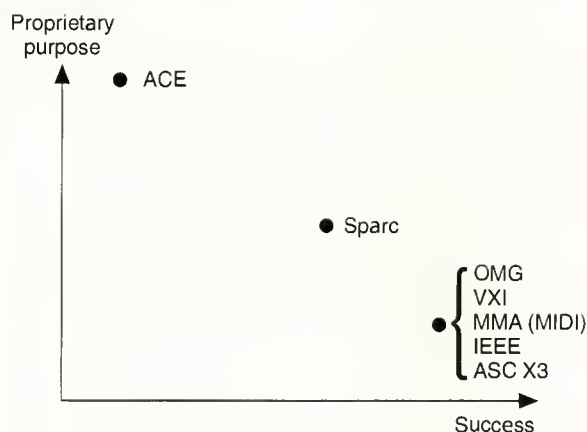 Proprietary
purpose
ACE
Sparc
OMG
VXI
MMA (MIDI)
IEEE
ASC X3
Success